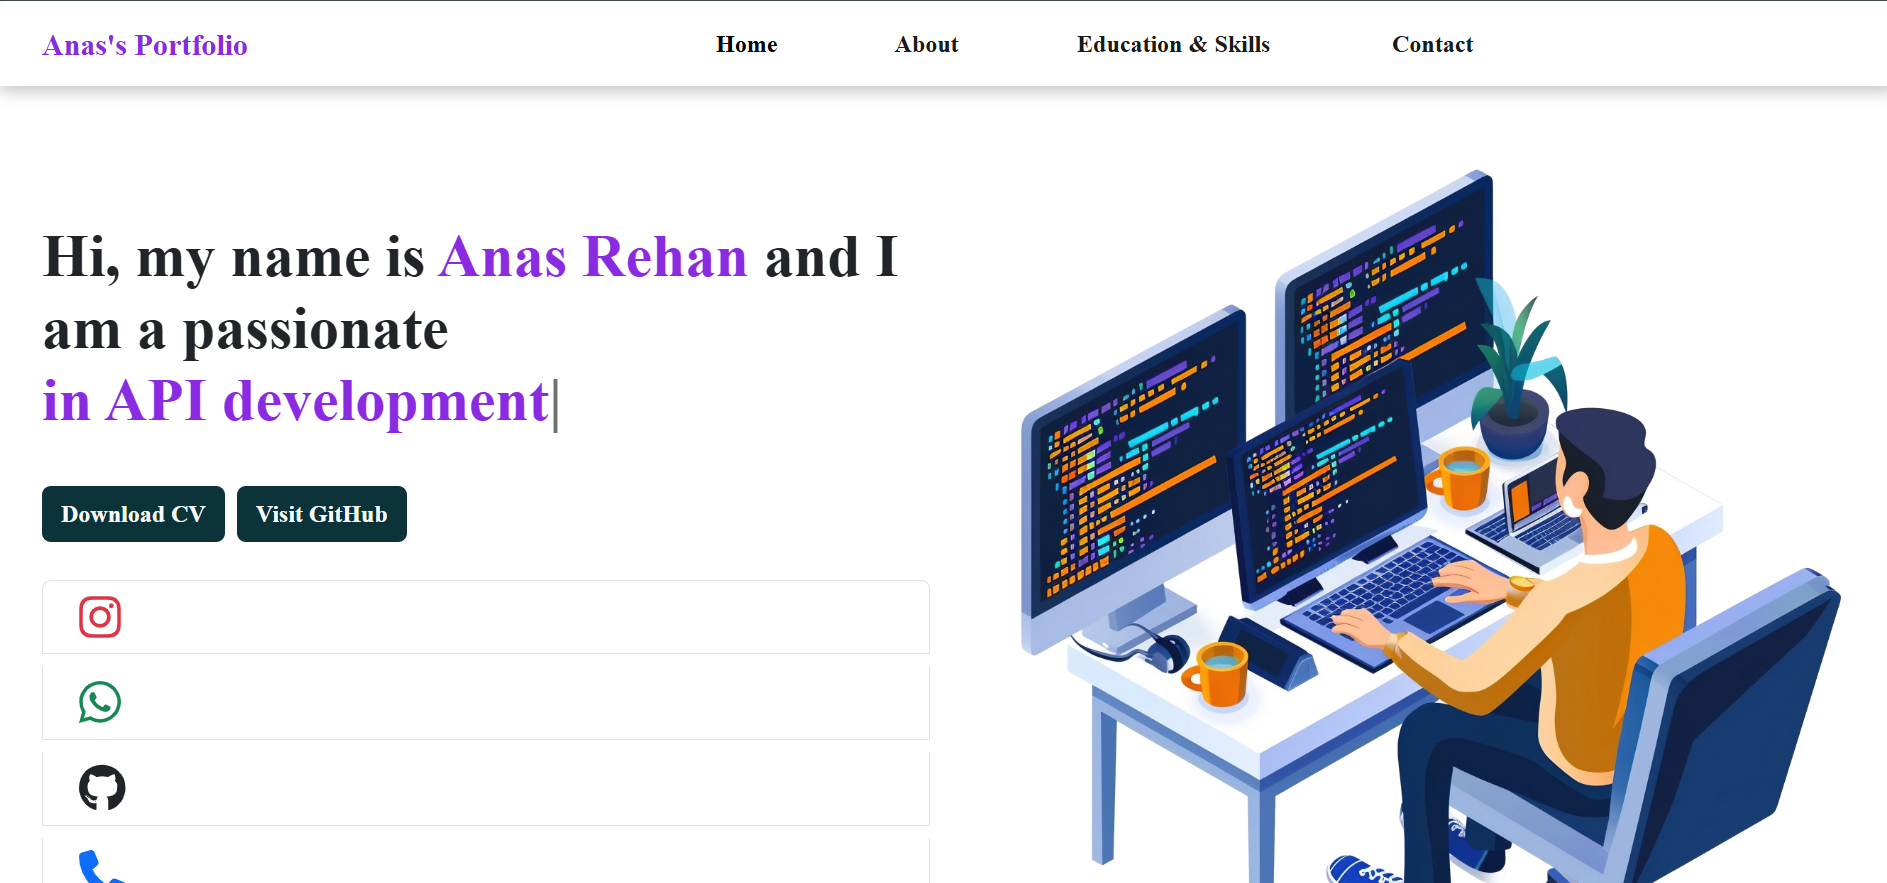 Anas's Portfolio
Home
About
Education & Skills
Contact
Hi, my name is Anas Rehan and I
am a passionate
in API development|
Download CV
Visit GitHub